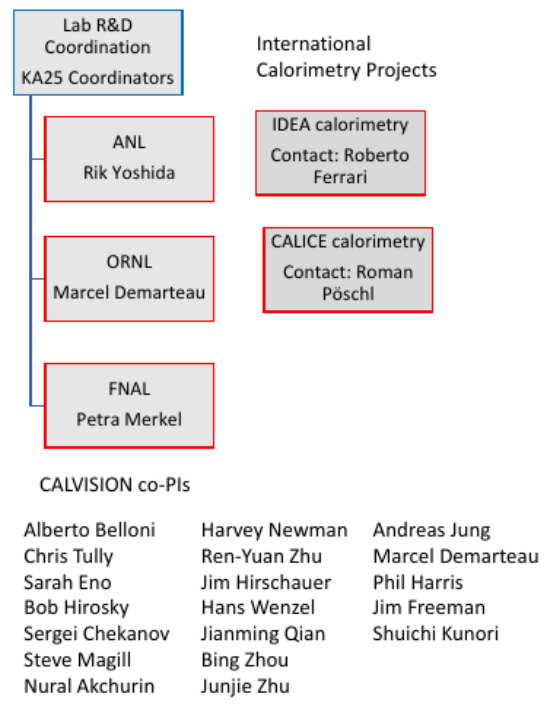 Lab R&D
Coordination
KA25 Coordinators
ANL
Rik Yoshida
ORNL
Marcel Demarteau
FNAL
Petra Merkel
International
Calorimetry Projects
IDEA calorimetry
Contact: Roberto
Ferrari
CALICE calorimetry
Contact: Roman
Pöschl
CALVISION co-PIs
Alberto Belloni
Chris Tully
Sarah Eno
Bob Hirosky
Sergei Chekanov
Steve Magill
Nural Akchurin
Harvey Newman
Ren-Yuan Zhu
Jim Hirschauer
Hans Wenzel
Jianming Qian
Bing Zhou
Junjie Zhu
Andreas Jung
Marcel Demarteau
Phil Harris
Jim Freeman
Shuichi Kunori